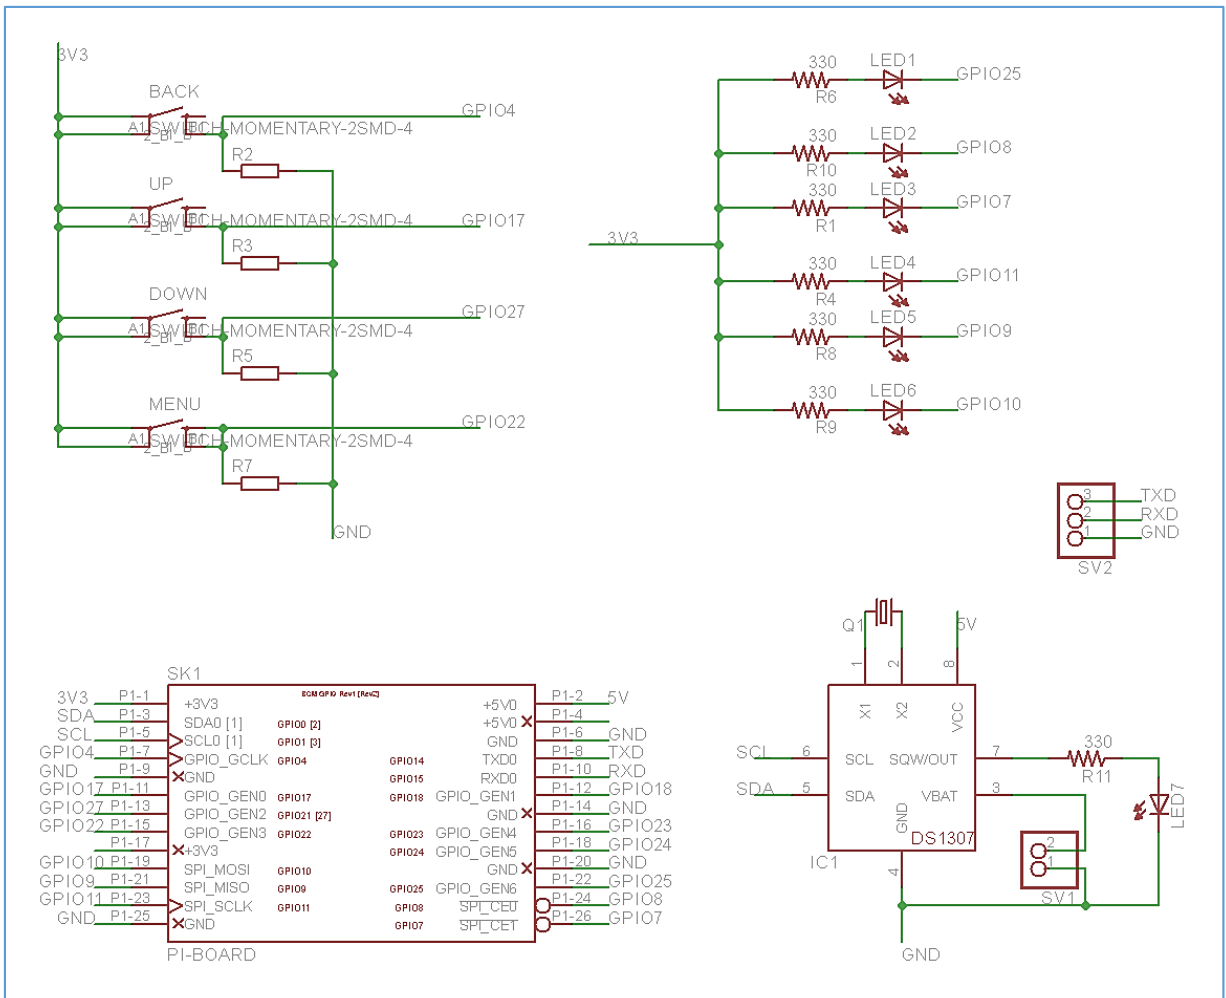 3V3
BACK
GPIO4
A1 SWITCH-MOMENTARY-2SMD-4
R2
UP
GPIO17
A1 SWITCH-MOMENTARY-2SMD-4
R3
DOWN
GPIO27
A1 SWITCH-MOMENTARY-2SMD-4
R5
MENU
GPIO22
A1 SWITCH-MOMENTARY-2SMD-4
R7
GND
3V3
330 LED1 GPIO25
R6
330 LED2 GPIO8
R10
330 LED3 GPIO7
R1
330 LED4 GPIO11
R4
330 LED5 GPIO9
R8
330 LED6 GPIO10
R9
3 TXD
2 RXD
1 GND
SV2
SK1
3V3 P1-1 +3V3 +5V0 P1-2 5V
SDA P1-3 SDA0 [1] GPIO0 [2] +5V0 P1-4
SCL P1-5 SCL0 [1] GPIO1 [3] GND P1-6 GND
GPIO4 P1-7 GPIO_GCLK GPIO4 GPIO14 TXD0 P1-8 TXD
GND P1-9 GND GPIO15 RXD0 P1-10 RXD
GPIO17 P1-11 GPIO_GEN0 GPIO17 GPIO18 GPIO_GEN1 P1-12 GPIO18
GPIO27 P1-13 GPIO_GEN2 GPIO21 [27] GND P1-14 GND
GPIO22 P1-15 GPIO_GEN3 GPIO22 GPIO23 GPIO_GEN4 P1-16 GPIO23
P1-17 +3V3 GPIO24 GPIO_GEN5 P1-18 GPIO24
GPIO10 P1-19 SPI_MOSI GPIO10 GND P1-20 GND
GPIO9 P1-21 SPI_MISO GPIO9 GPIO25 GPIO_GEN6 P1-22 GPIO25
GPIO11 P1-23 SPI_SCLK GPIO11 GPIO8 SPI_CE0 P1-24 GPIO8
GND P1-25 GND GPIO7 SPI_CE1 P1-26 GPIO7
PI-BOARD
Q1
5V
1 2 8
X1 X2 VCC
SCL 6 SCL SQW/OUT 7 330
R11
SDA 5 SDA VBAT 3
LED7
GND
DS1307
IC1
4
2
1
SV1
GND